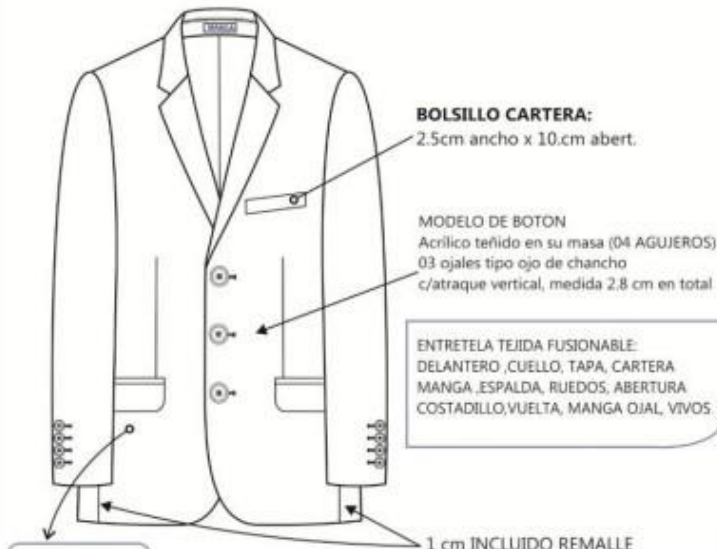 MANGA
BOLSILLO CARTERA:
2.5cm ancho x 10.cm abert.
MODELO DE BOTON
Acrílico teñido en su masa (04 AGUJEROS)
03 ojales tipo ojo de chancho
c/atraque vertical, medida 2.8 cm en total
ENTRETELA TEJIDA FUSIONABLE:
DELANTERO ,CUELLO, TAPA, CARTERA
MANGA ,ESPALDA, RUEDOS, ABERTURA
COSTADILLO,VUELTA, MANGA OJAL, VIVOS
1 cm INCLUIDO REMALLE